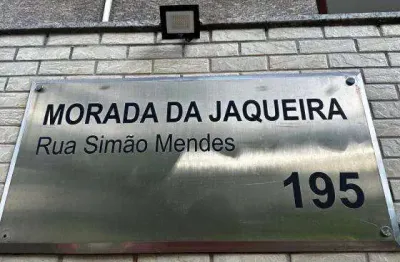 MORADA DA JAQUEIRA
Rua Simão Mendes
195